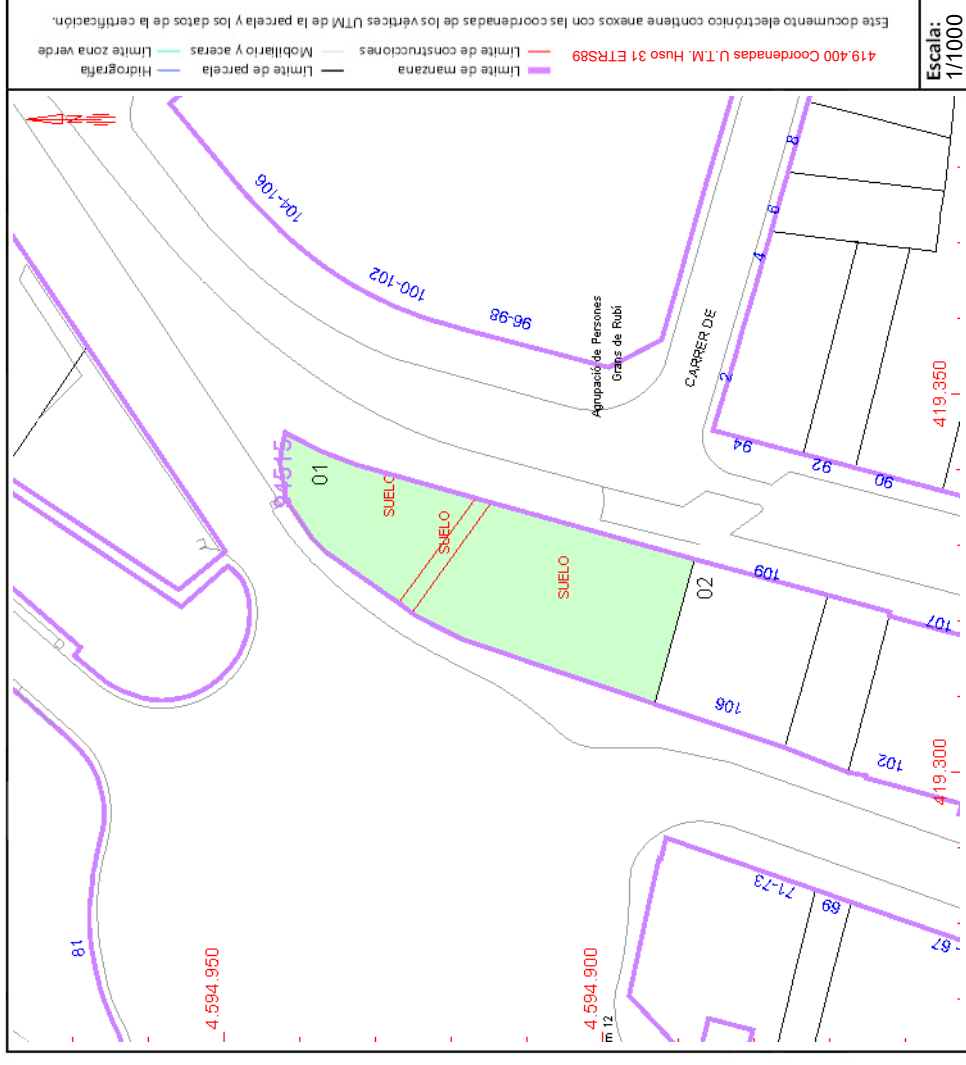 Este documento electrónico contiene anexos con las coordenadas de los vértices UTM de la parcela y los datos de la certificación.
419.400 Coordenadas U.T.M. Huso 31 ETRS89
Límite de manzana
Límite de parcela
Límite de construcciones
Mobiliario y aceras
Límite zona verde
Hidrografía
Escala:
1/1000
104-106
100-102
96-98
Agrupació de Persones
Grans de Rubí
CARRER DE
8
6
4
2
94
92
90
419.350
94515
01
SUELO
SUELO
SUELO
02
109
107
106
102
419.300
81
4.594.950
4.594.900
m 12
71-73
69
67